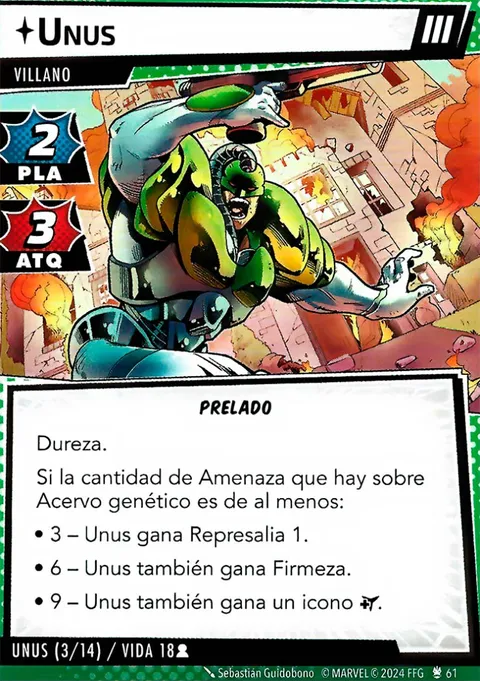 Unus
III
VILLANO
2
PLA
3
ATQ
PRELADO
Dureza.
Si la cantidad de Amenaza que hay sobre
Acervo genético es de al menos:
• 3 – Unus gana Represalia 1.
• 6 – Unus también gana Firmeza.
• 9 – Unus también gana un icono .
UNUS (3/14) / VIDA 18
Sebastián Guidobono © MARVEL © 2024 FFG 61